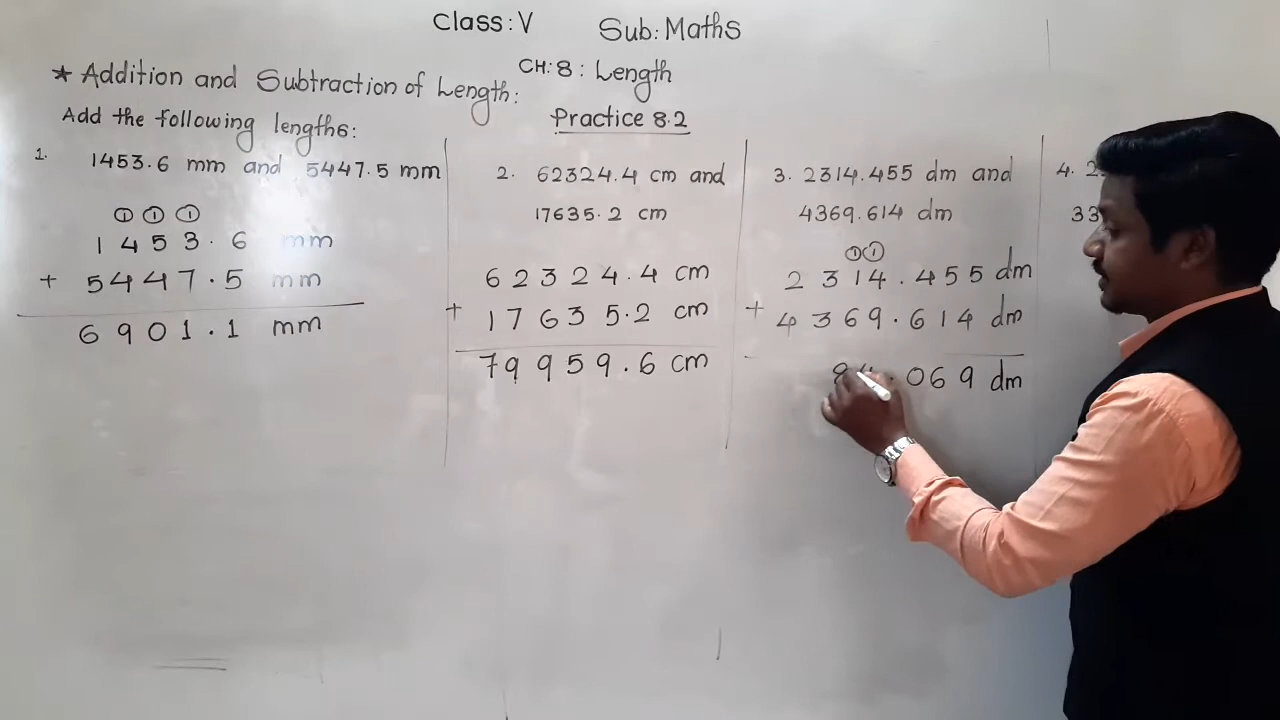 Class: V Sub: Maths
CH: 8 : Length
* Addition and Subtraction of Length:
Practice 8.2
Add the following lengths:
1. 1453.6 mm and 5447.5 mm
① ① ①
1 4 5 3 . 6 mm
+ 5 4 4 7 . 5 mm
6 9 0 1 . 1 mm
2. 62324.4 cm and
17635.2 cm
6 2 3 2 4 . 4 cm
+ 1 7 6 3 5 . 2 cm
7 9 9 5 9 . 6 cm
3. 2314.455 dm and
4369.614 dm
① ①
2 3 1 4 . 4 5 5 dm
+ 4 3 6 9 . 6 1 4 dm
8 4 . 0 6 9 dm
4. 2
33